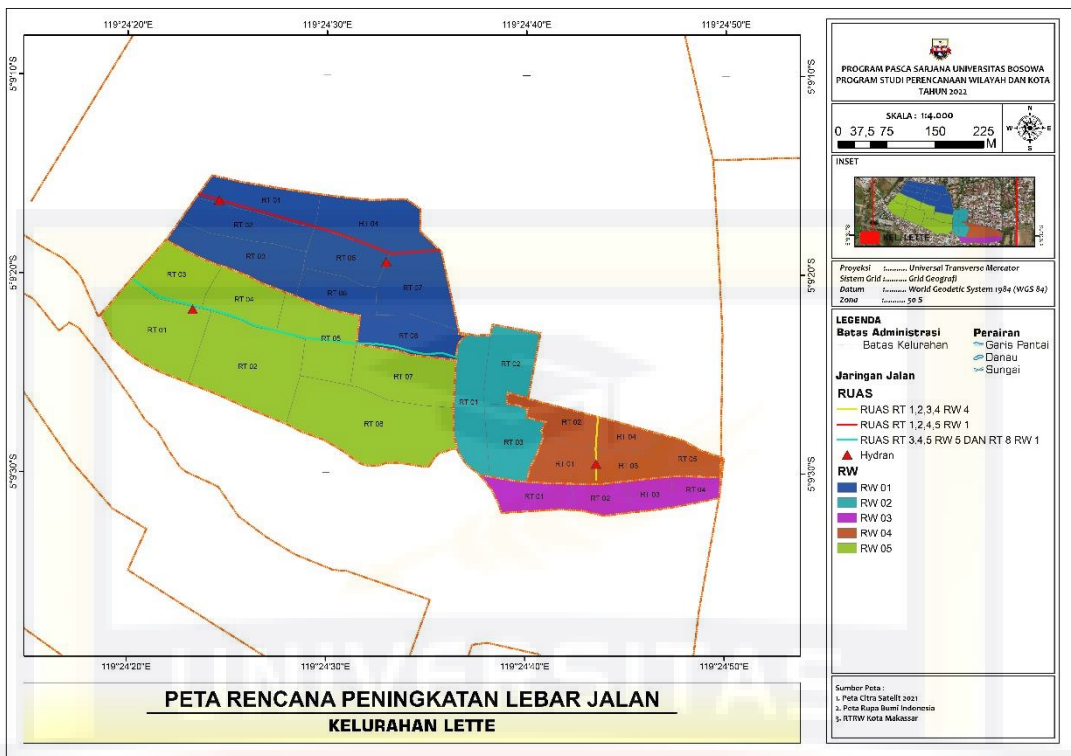 119°24'20"E 119°24'30"E 119°24'40"E 119°24'50"E
5°9'10"S 5°9'10"S
5°9'20"S 5°9'20"S
5°9'30"S 5°9'30"S
RT 01
RT 02 RT 04
RT 03 RT 05 RT 07
RT 06
RT 08
RT 03
RT 04
RT 01 RT 05
RT 02 RT 07
RT 08
RT 02
RT 01
RT 03
RT 02 RT 04
RT 01 RT 03 RT 05
RT 01 RT 02 RT 03 RT 04
119°24'20"E 119°24'30"E 119°24'40"E 119°24'50"E
UNIVERSITAS
PETA RENCANA PENINGKATAN LEBAR JALAN
KELURAHAN LETTE
PROGRAM PASCA SARJANA UNIVERSITAS BOSOWA
PROGRAM STUDI PERENCANAAN WILAYAH DAN KOTA
TAHUN 2022
SKALA : 1:4.000
0 37,5 75 150 225
M
N
W E
S
INSET
KEL. LETTE
Proyeksi :.......... Universal Transverse Mercator
Sistem Grid :.......... Grid Geografi
Datum :.......... World Geodetic System 1984 (WGS 84)
Zona :.......... 50 S
LEGENDA
Batas Administrasi Perairan
Batas Kelurahan Garis Pantai
Danau
Sungai
Jaringan Jalan
RUAS
RUAS RT 1,2,3,4 RW 4
RUAS RT 1,2,4,5 RW 1
RUAS RT 3,4,5 RW 5 DAN RT 8 RW 1
Hydran
RW
RW 01
RW 02
RW 03
RW 04
RW 05
Sumber Peta :
1. Peta Citra Satelit 2021
2. Peta Rupa Bumi Indonesia
3. RTRW Kota Makassar